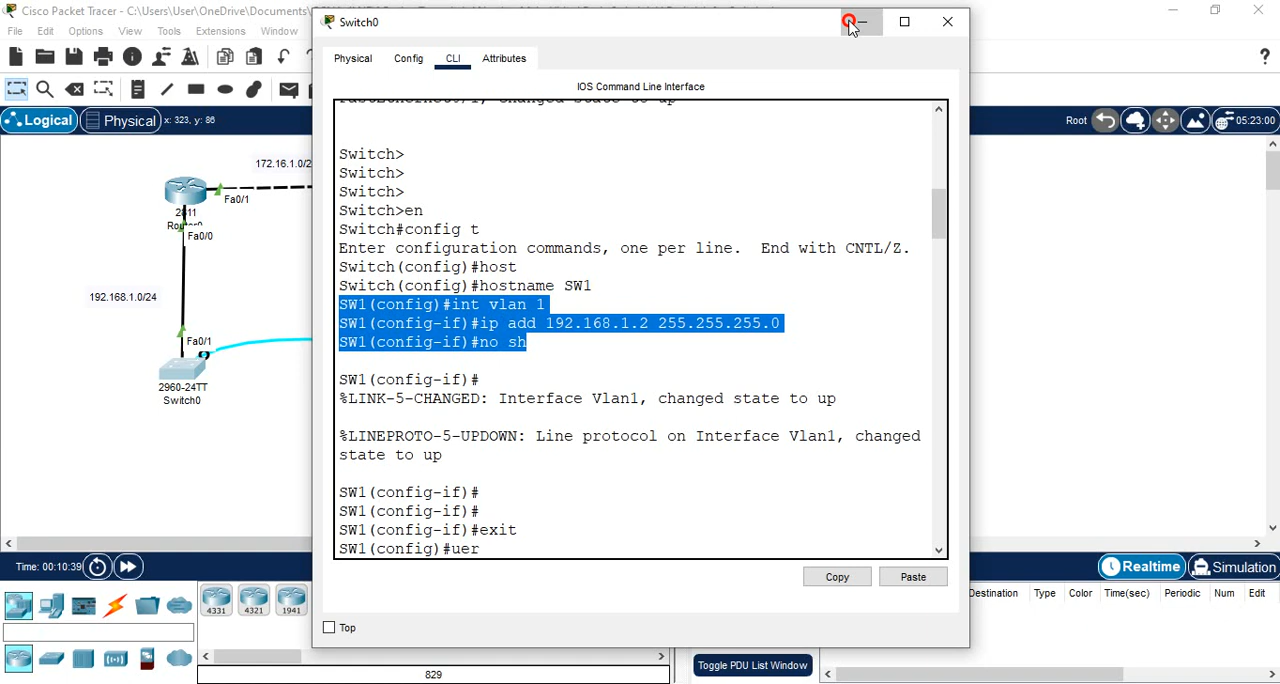 Cisco Packet Tracer - C:\Users\User\OneDrive\Documents\
File Edit Options View Tools Extensions Window
Logical
Physical
x: 323, y: 86
Root
05:23:00
172.16.1.0/2
Fa0/1
2811
Router0
Fa0/0
192.168.1.0/24
Fa0/1
2960-24TT
Switch0
Switch0
Physical Config CLI Attributes
IOS Command Line Interface
Switch>
Switch>
Switch>
Switch>en
Switch#config t
Enter configuration commands, one per line. End with CNTL/Z.
Switch(config)#host
Switch(config)#hostname SW1
SW1(config)#int vlan 1
SW1(config-if)#ip add 192.168.1.2 255.255.255.0
SW1(config-if)#no sh
SW1(config-if)#
%LINK-5-CHANGED: Interface Vlan1, changed state to up
%LINEPROTO-5-UPDOWN: Line protocol on Interface Vlan1, changed
state to up
SW1(config-if)#
SW1(config-if)#
SW1(config-if)#exit
SW1(config)#uer
Copy Paste
Top
Time: 00:10:39
Realtime
Simulation
4331 4321 1941
829
Toggle PDU List Window
Destination Type Color Time(sec) Periodic Num Edit